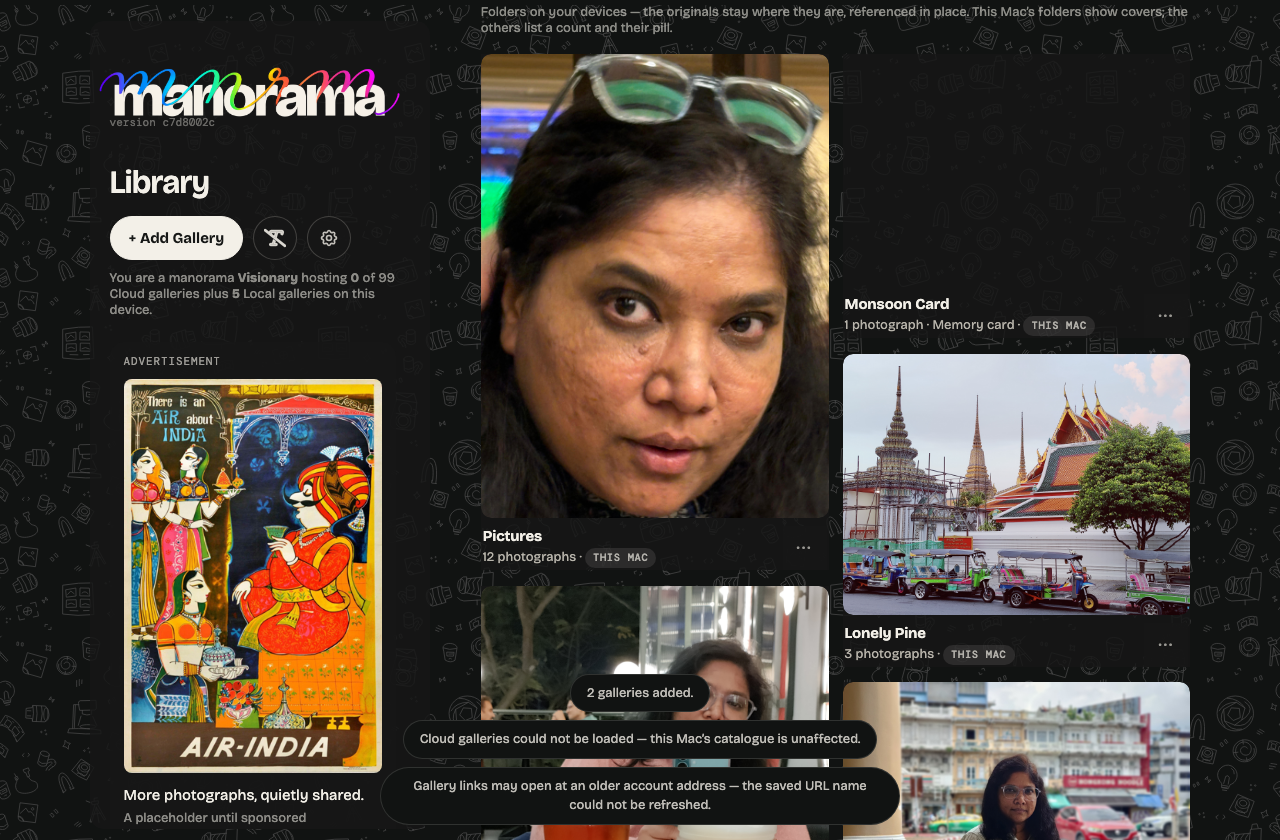 Folders on your devices — the originals stay where they are, referenced in place. This Mac's folders show covers; the
others list a count and their pill.
manorama
version c7d8002c
Library
+ Add Gallery
You are a manorama Visionary hosting 0 of 99
Cloud galleries plus 5 Local galleries on this
device.
ADVERTISEMENT
There is an
AIR about
INDIA
AIR-INDIA
More photographs, quietly shared.
A placeholder until sponsored
Pictures
12 photographs · THIS MAC
Monsoon Card
1 photograph · Memory card · THIS MAC
Lonely Pine
3 photographs · THIS MAC
2 galleries added.
Cloud galleries could not be loaded — this Mac's catalogue is unaffected.
Gallery links may open at an older account address — the saved URL name
could not be refreshed.